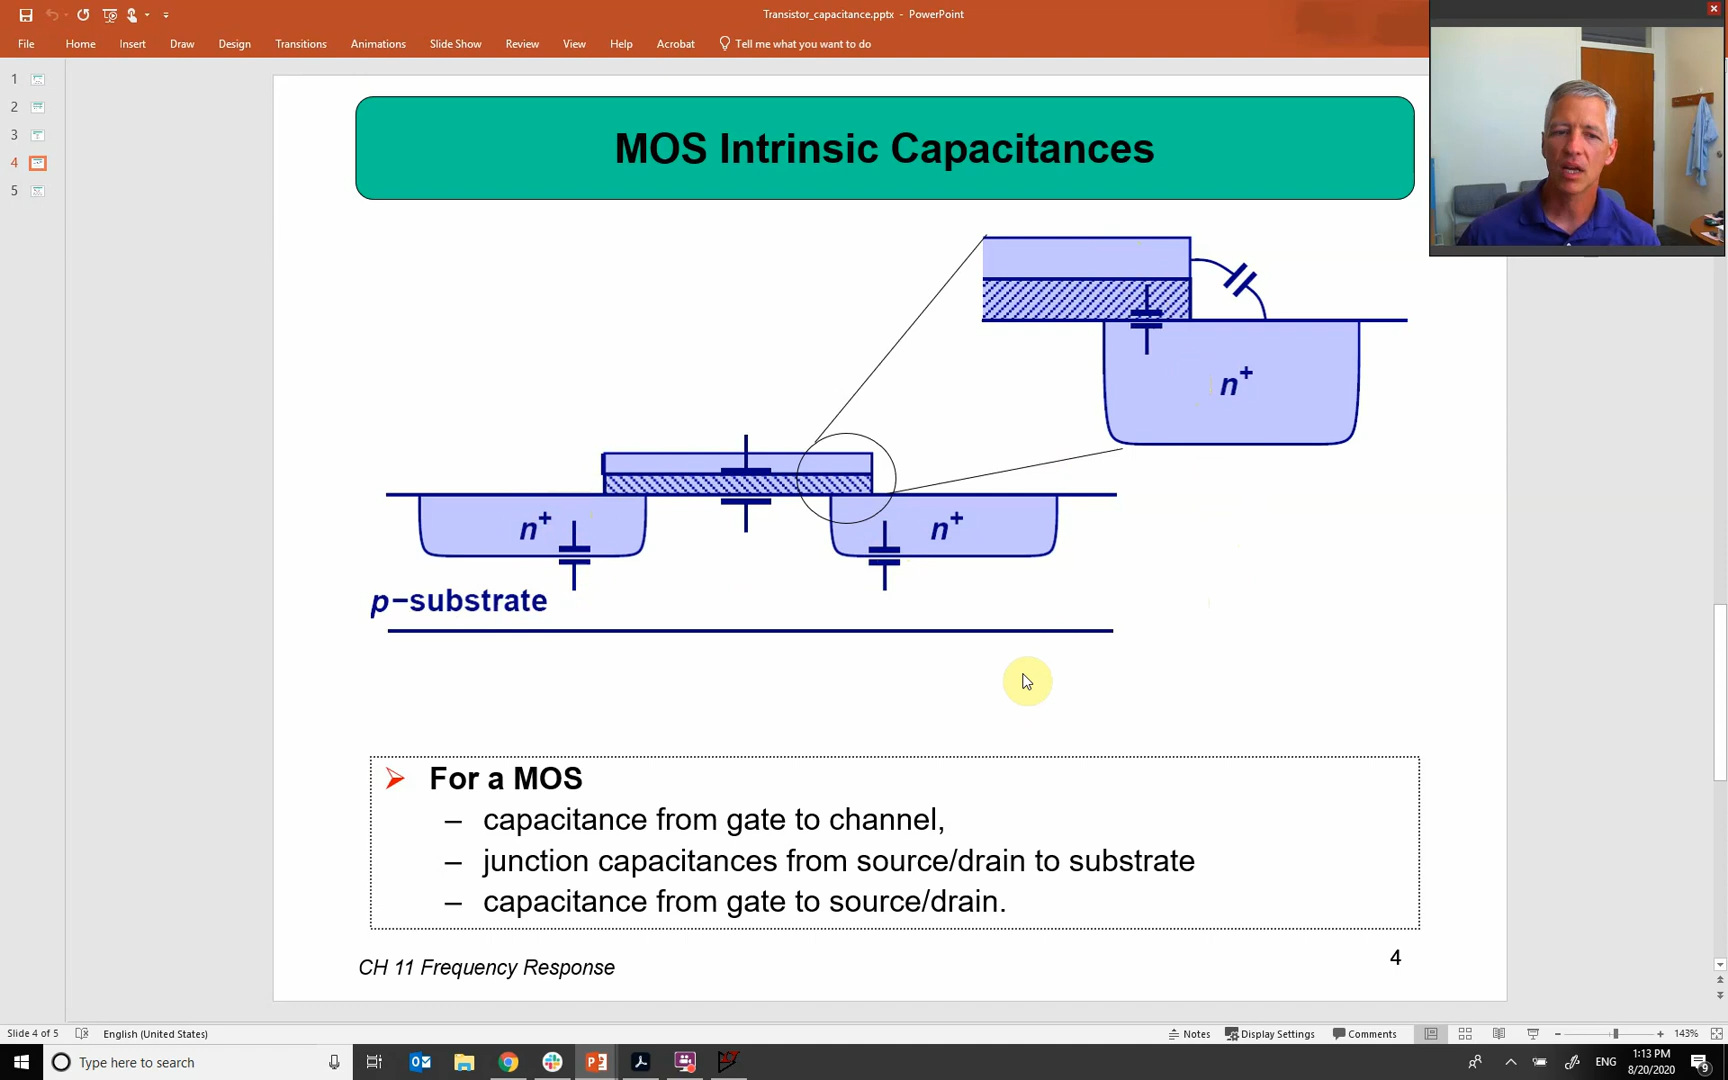 Transistor_capacitance.pptx - PowerPoint
File Home Insert Draw Design Transitions Animations Slide Show Review View Help Acrobat Tell me what you want to do
1
2
3
4
5
MOS Intrinsic Capacitances
n+
n+
n+
p–substrate
➢ For a MOS
– capacitance from gate to channel,
– junction capacitances from source/drain to substrate
– capacitance from gate to source/drain.
CH 11 Frequency Response
4
Slide 4 of 5 English (United States) Notes Display Settings Comments 143%
Type here to search
ENG
1:13 PM
8/20/2020
9